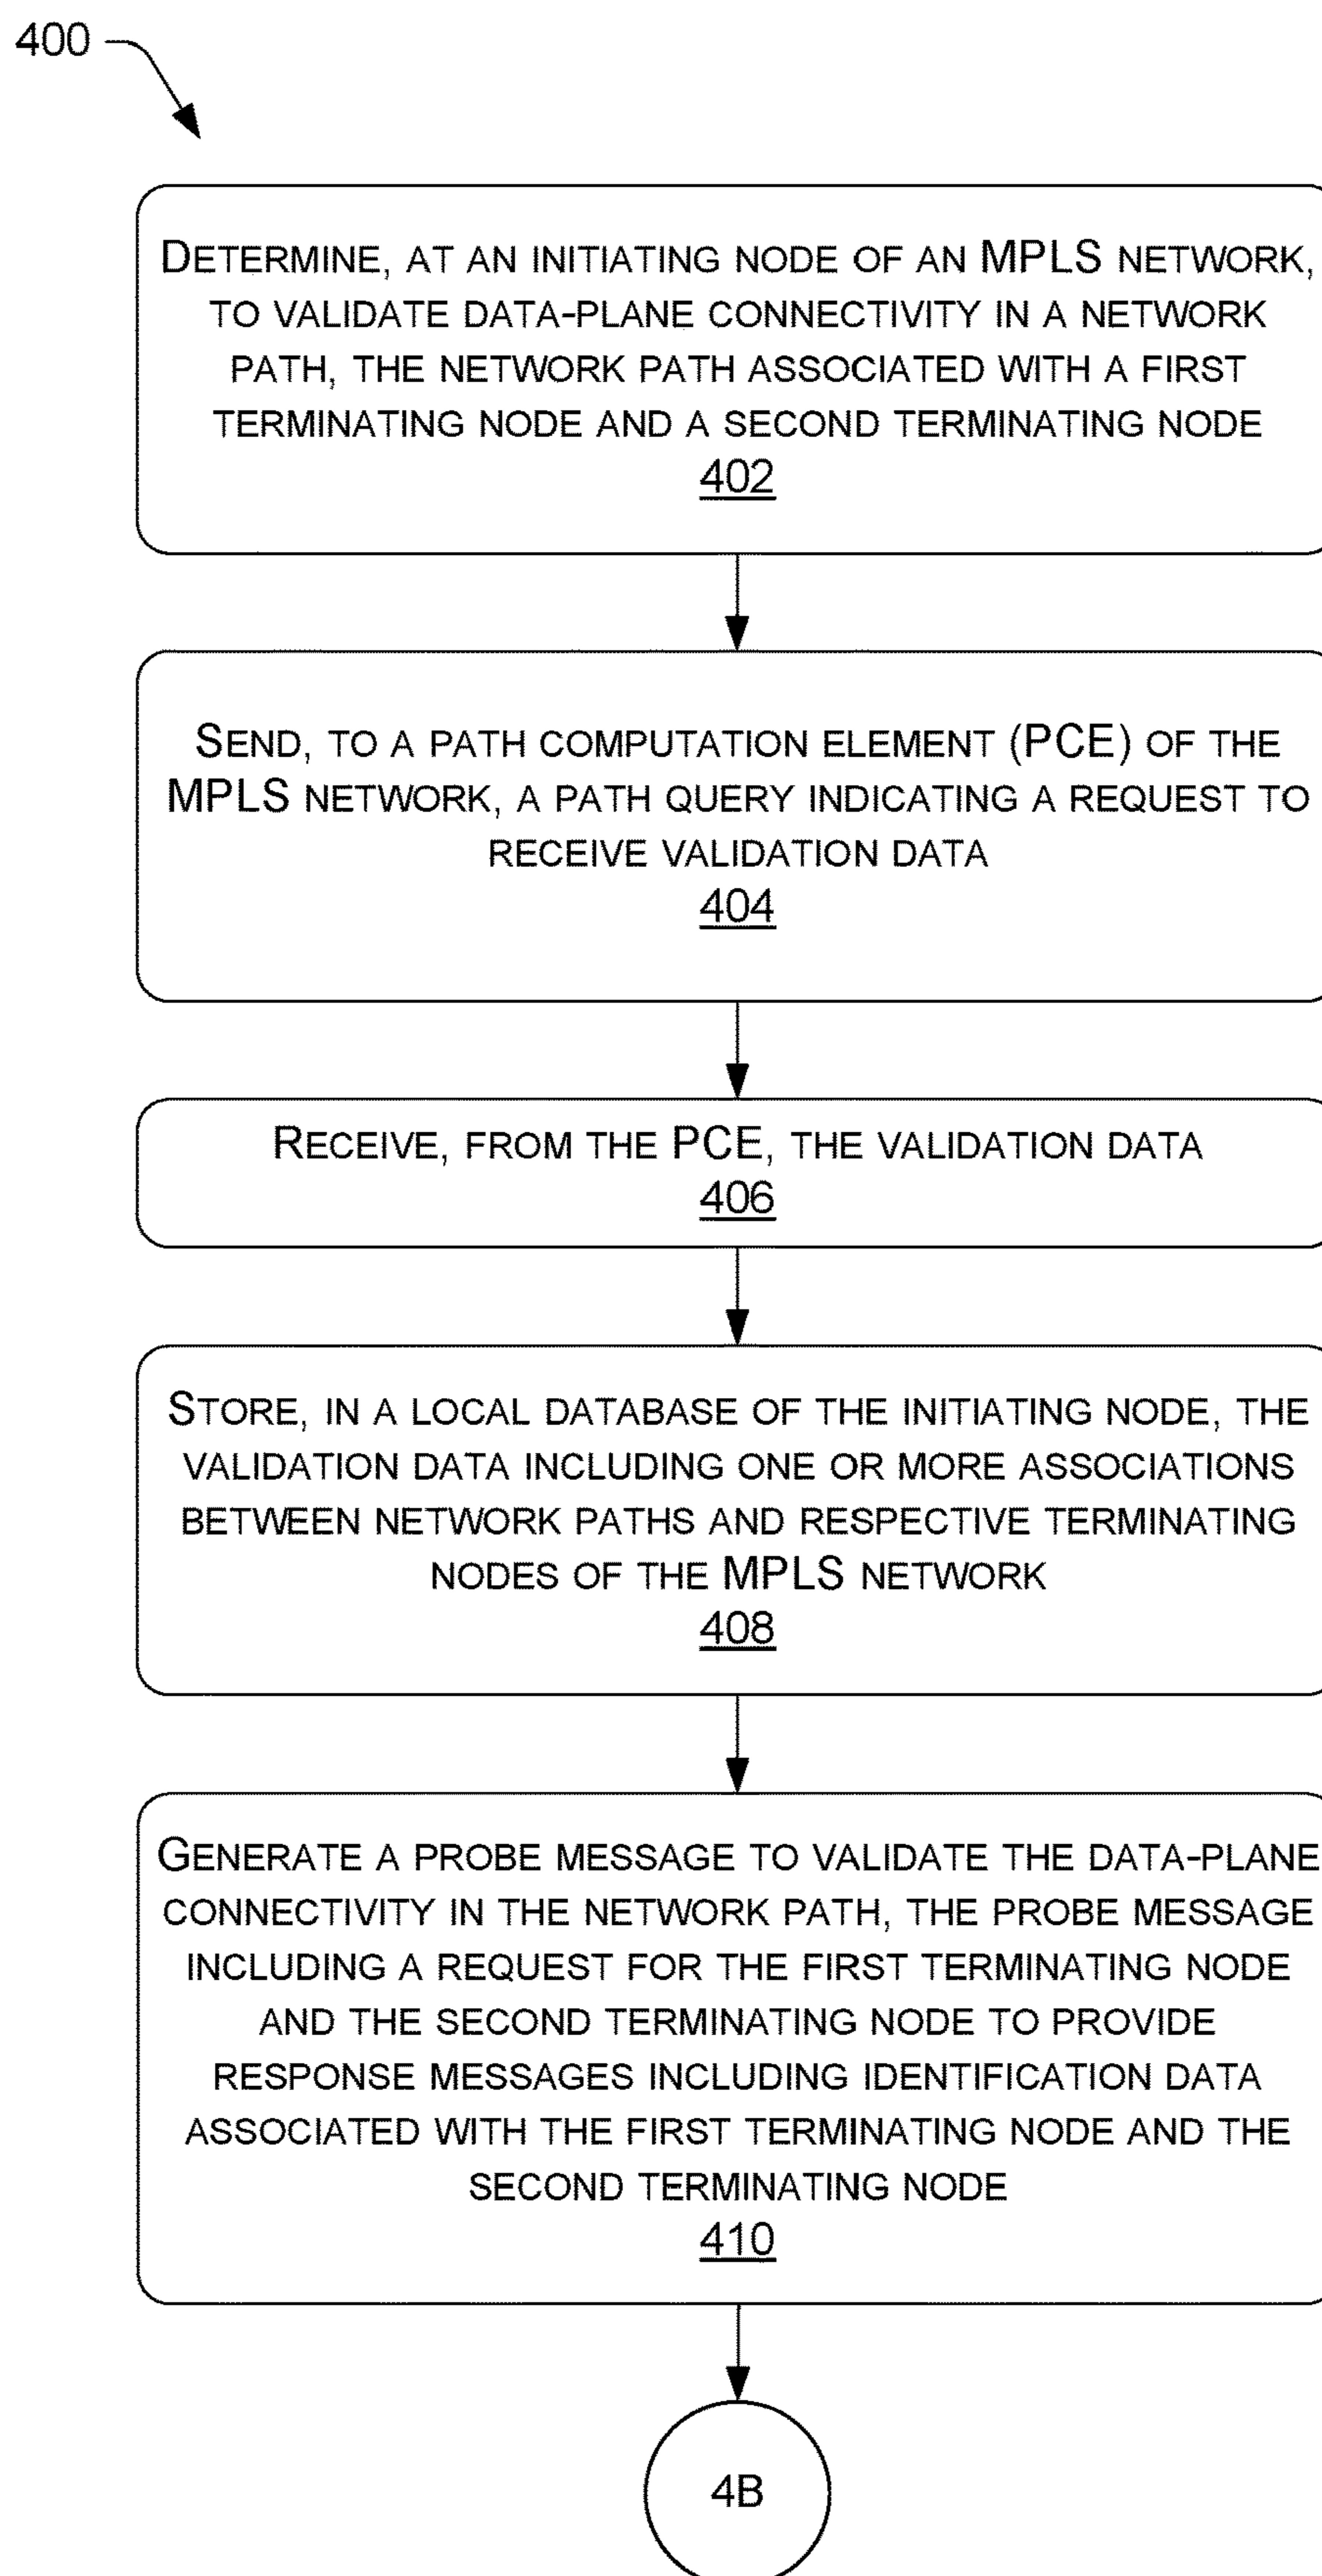 400
DETERMINE, AT AN INITIATING NODE OF AN MPLS NETWORK,
TO VALIDATE DATA-PLANE CONNECTIVITY IN A NETWORK
PATH, THE NETWORK PATH ASSOCIATED WITH A FIRST
TERMINATING NODE AND A SECOND TERMINATING NODE
402
SEND, TO A PATH COMPUTATION ELEMENT (PCE) OF THE
MPLS NETWORK, A PATH QUERY INDICATING A REQUEST TO
RECEIVE VALIDATION DATA
404
RECEIVE, FROM THE PCE, THE VALIDATION DATA
406
STORE, IN A LOCAL DATABASE OF THE INITIATING NODE, THE
VALIDATION DATA INCLUDING ONE OR MORE ASSOCIATIONS
BETWEEN NETWORK PATHS AND RESPECTIVE TERMINATING
NODES OF THE MPLS NETWORK
408
GENERATE A PROBE MESSAGE TO VALIDATE THE DATA-PLANE
CONNECTIVITY IN THE NETWORK PATH, THE PROBE MESSAGE
INCLUDING A REQUEST FOR THE FIRST TERMINATING NODE
AND THE SECOND TERMINATING NODE TO PROVIDE
RESPONSE MESSAGES INCLUDING IDENTIFICATION DATA
ASSOCIATED WITH THE FIRST TERMINATING NODE AND THE
SECOND TERMINATING NODE
410
4B